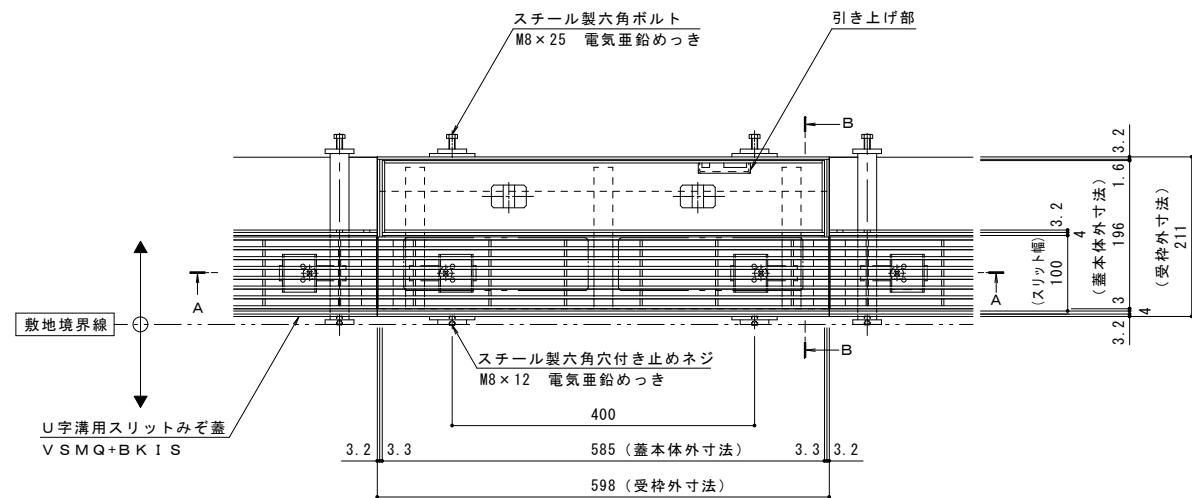 スチール製六角ボルト
M8×25 電気亜鉛めっき
引き上げ部
B
3.2
1.6
3.2
4
(スリット幅)
100
(蓋本体外寸法)
196
(受枠外寸法)
211
3
4
3.2
A
A
敷地境界線
B
スチール製六角穴付き止めネジ
M8×12 電気亜鉛めっき
400
U字溝用スリットみぞ蓋
VSMQ+BKIS
3.2
3.3
585(蓋本体外寸法)
3.3
3.2
598(受枠外寸法)